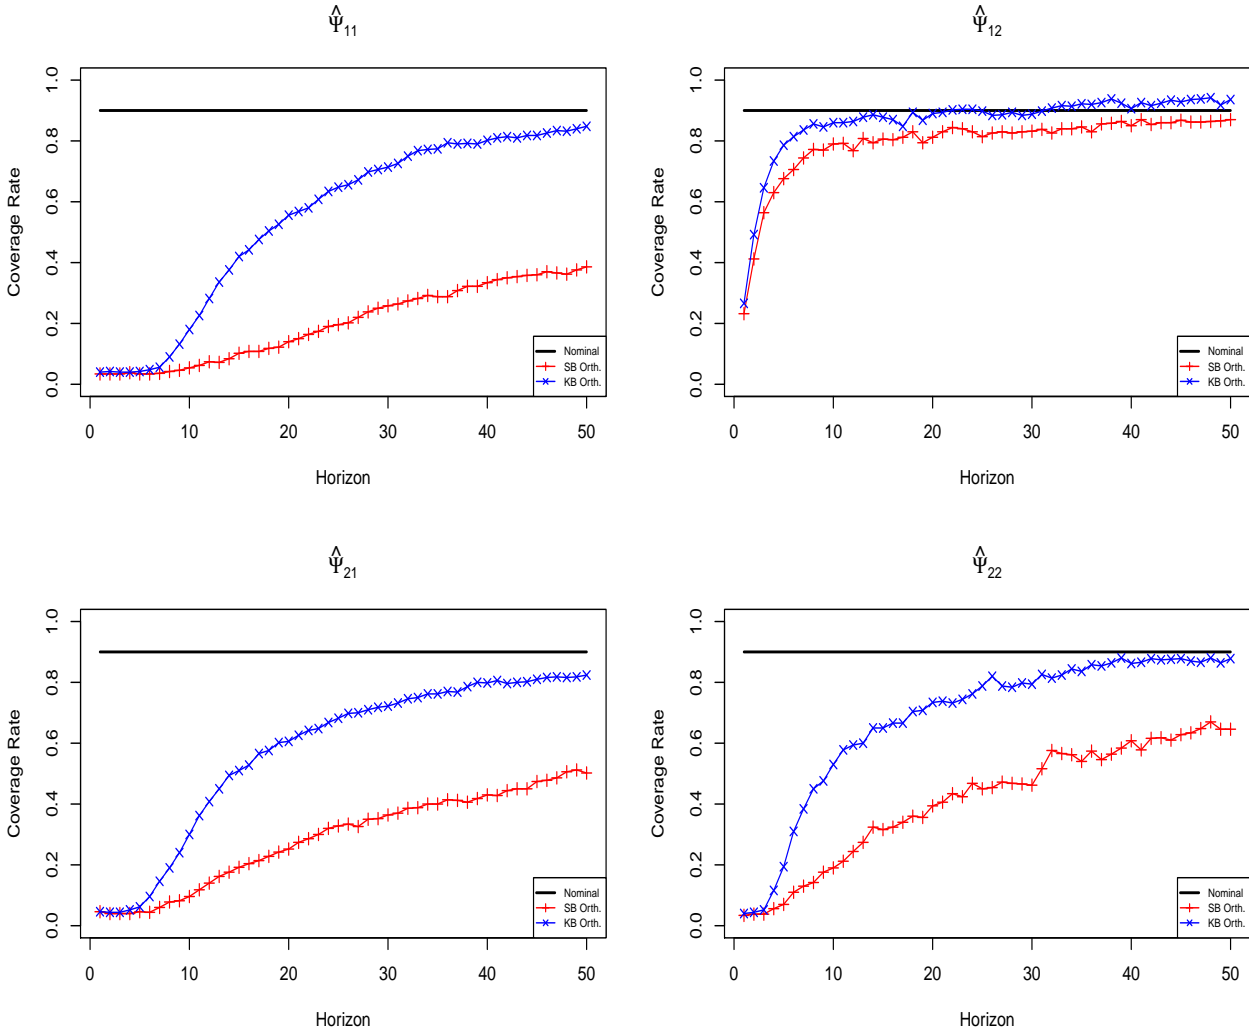 Ψ̂11
Coverage Rate
1.0
0.8
0.6
0.4
0.2
0.0
Nominal
SB Orth.
KB Orth.
0 10 20 30 40 50
Horizon
Ψ̂12
Coverage Rate
1.0
0.8
0.6
0.4
0.2
0.0
Nominal
SB Orth.
KB Orth.
0 10 20 30 40 50
Horizon
Ψ̂21
Coverage Rate
1.0
0.8
0.6
0.4
0.2
0.0
Nominal
SB Orth.
KB Orth.
0 10 20 30 40 50
Horizon
Ψ̂22
Coverage Rate
1.0
0.8
0.6
0.4
0.2
0.0
Nominal
SB Orth.
KB Orth.
0 10 20 30 40 50
Horizon